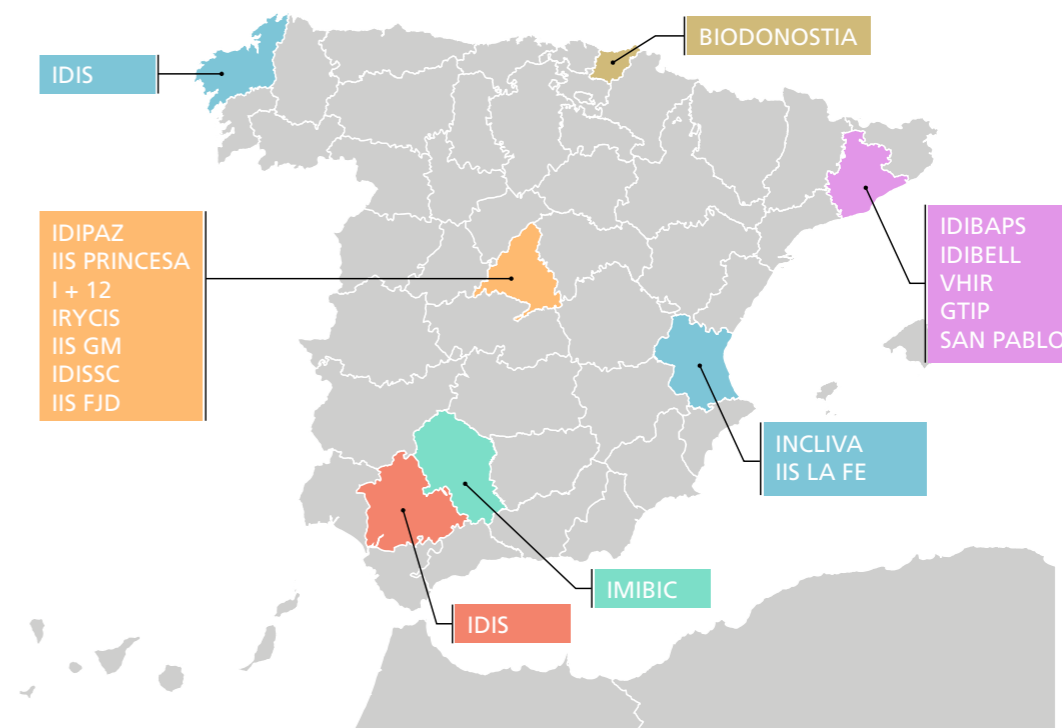 BIODONOSTIA
IDIS
IDIPAZ
IIS PRINCESA
I + 12
IRYCIS
IIS GM
IDISSC
IIS FJD
IDIBAPS
IDIBELL
VHIR
GTIP
SAN PABLO
INCLIVA
IIS LA FE
IMIBIC
IDIS